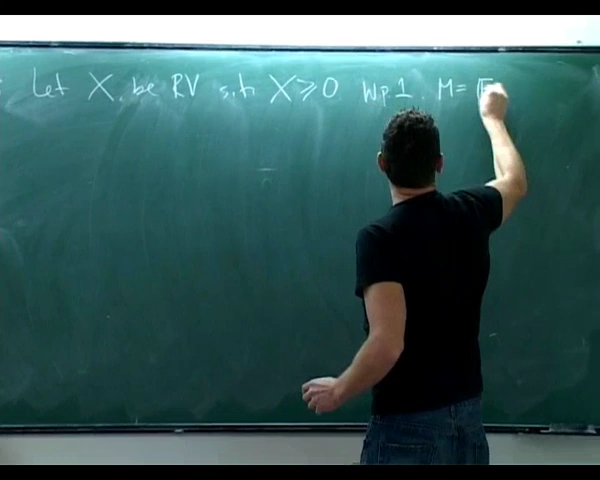 : Let X be RV s.t. X ⩾ 0 wp. 1. M = E